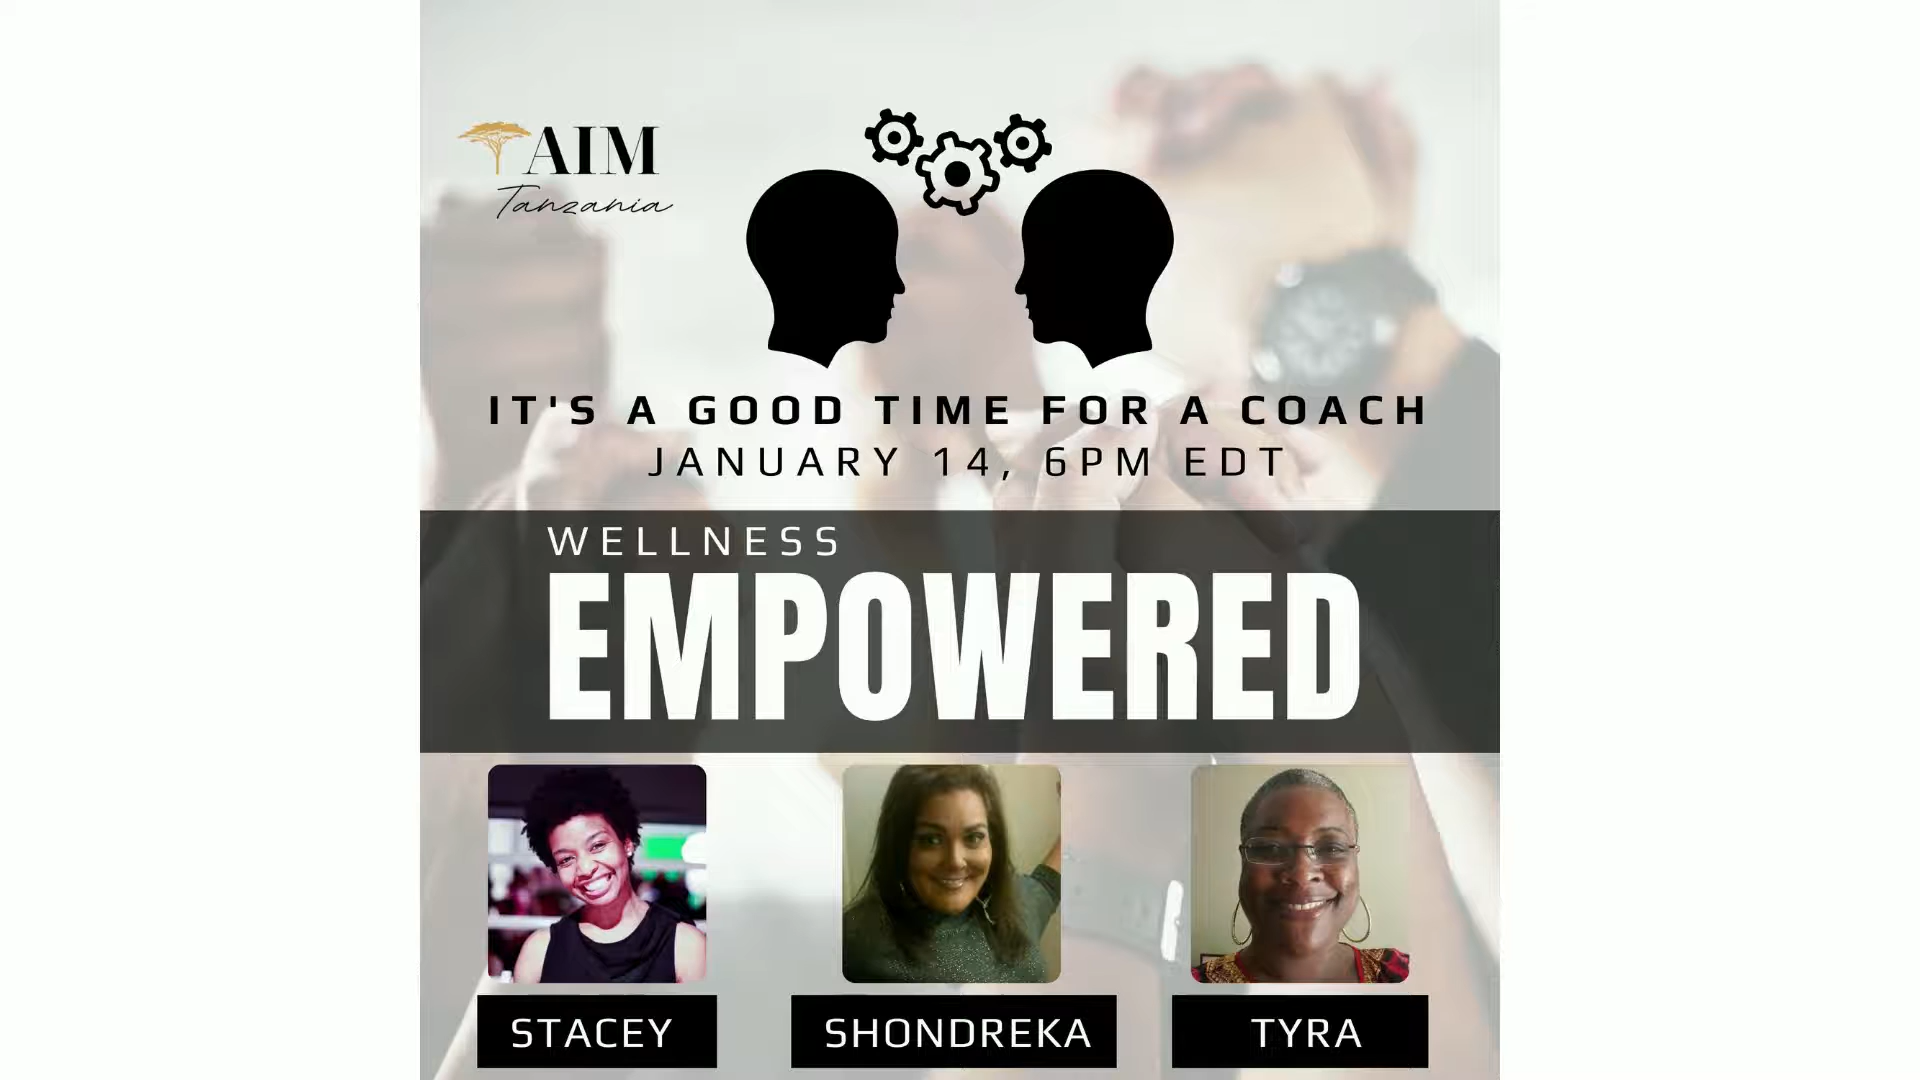 AIM
Tanzania
IT'S A GOOD TIME FOR A COACH
JANUARY 14, 6PM EDT
WELLNESS
EMPOWERED
STACEY
SHONDREKA
TYRA